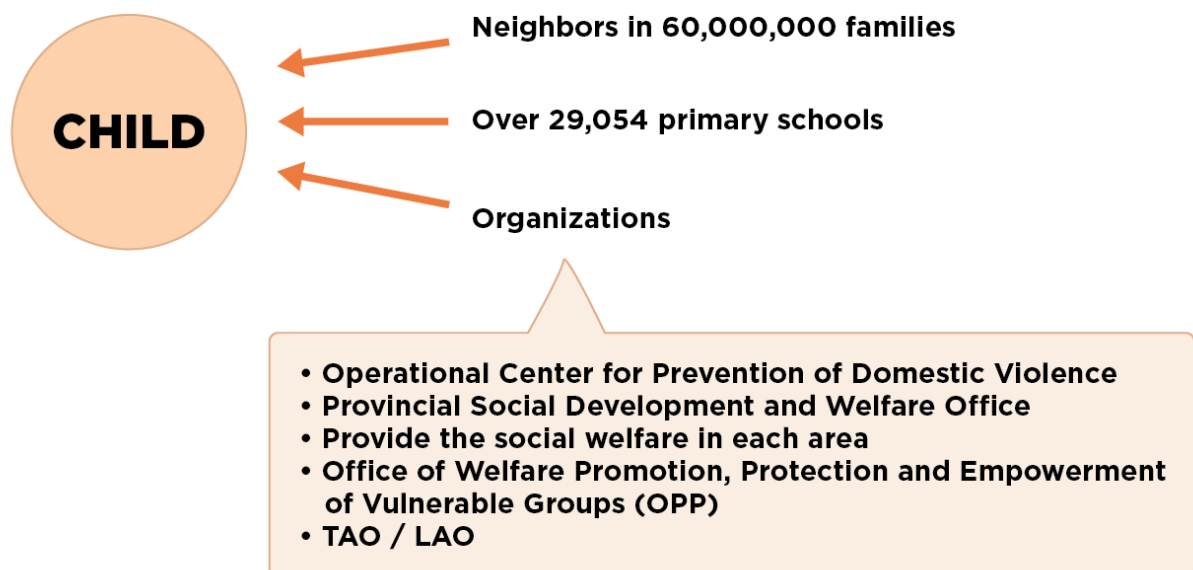 Neighbors in 60,000,000 families
CHILD
Over 29,054 primary schools
Organizations
• Operational Center for Prevention of Domestic Violence
• Provincial Social Development and Welfare Office
• Provide the social welfare in each area
• Office of Welfare Promotion, Protection and Empowerment
of Vulnerable Groups (OPP)
• TAO / LAO